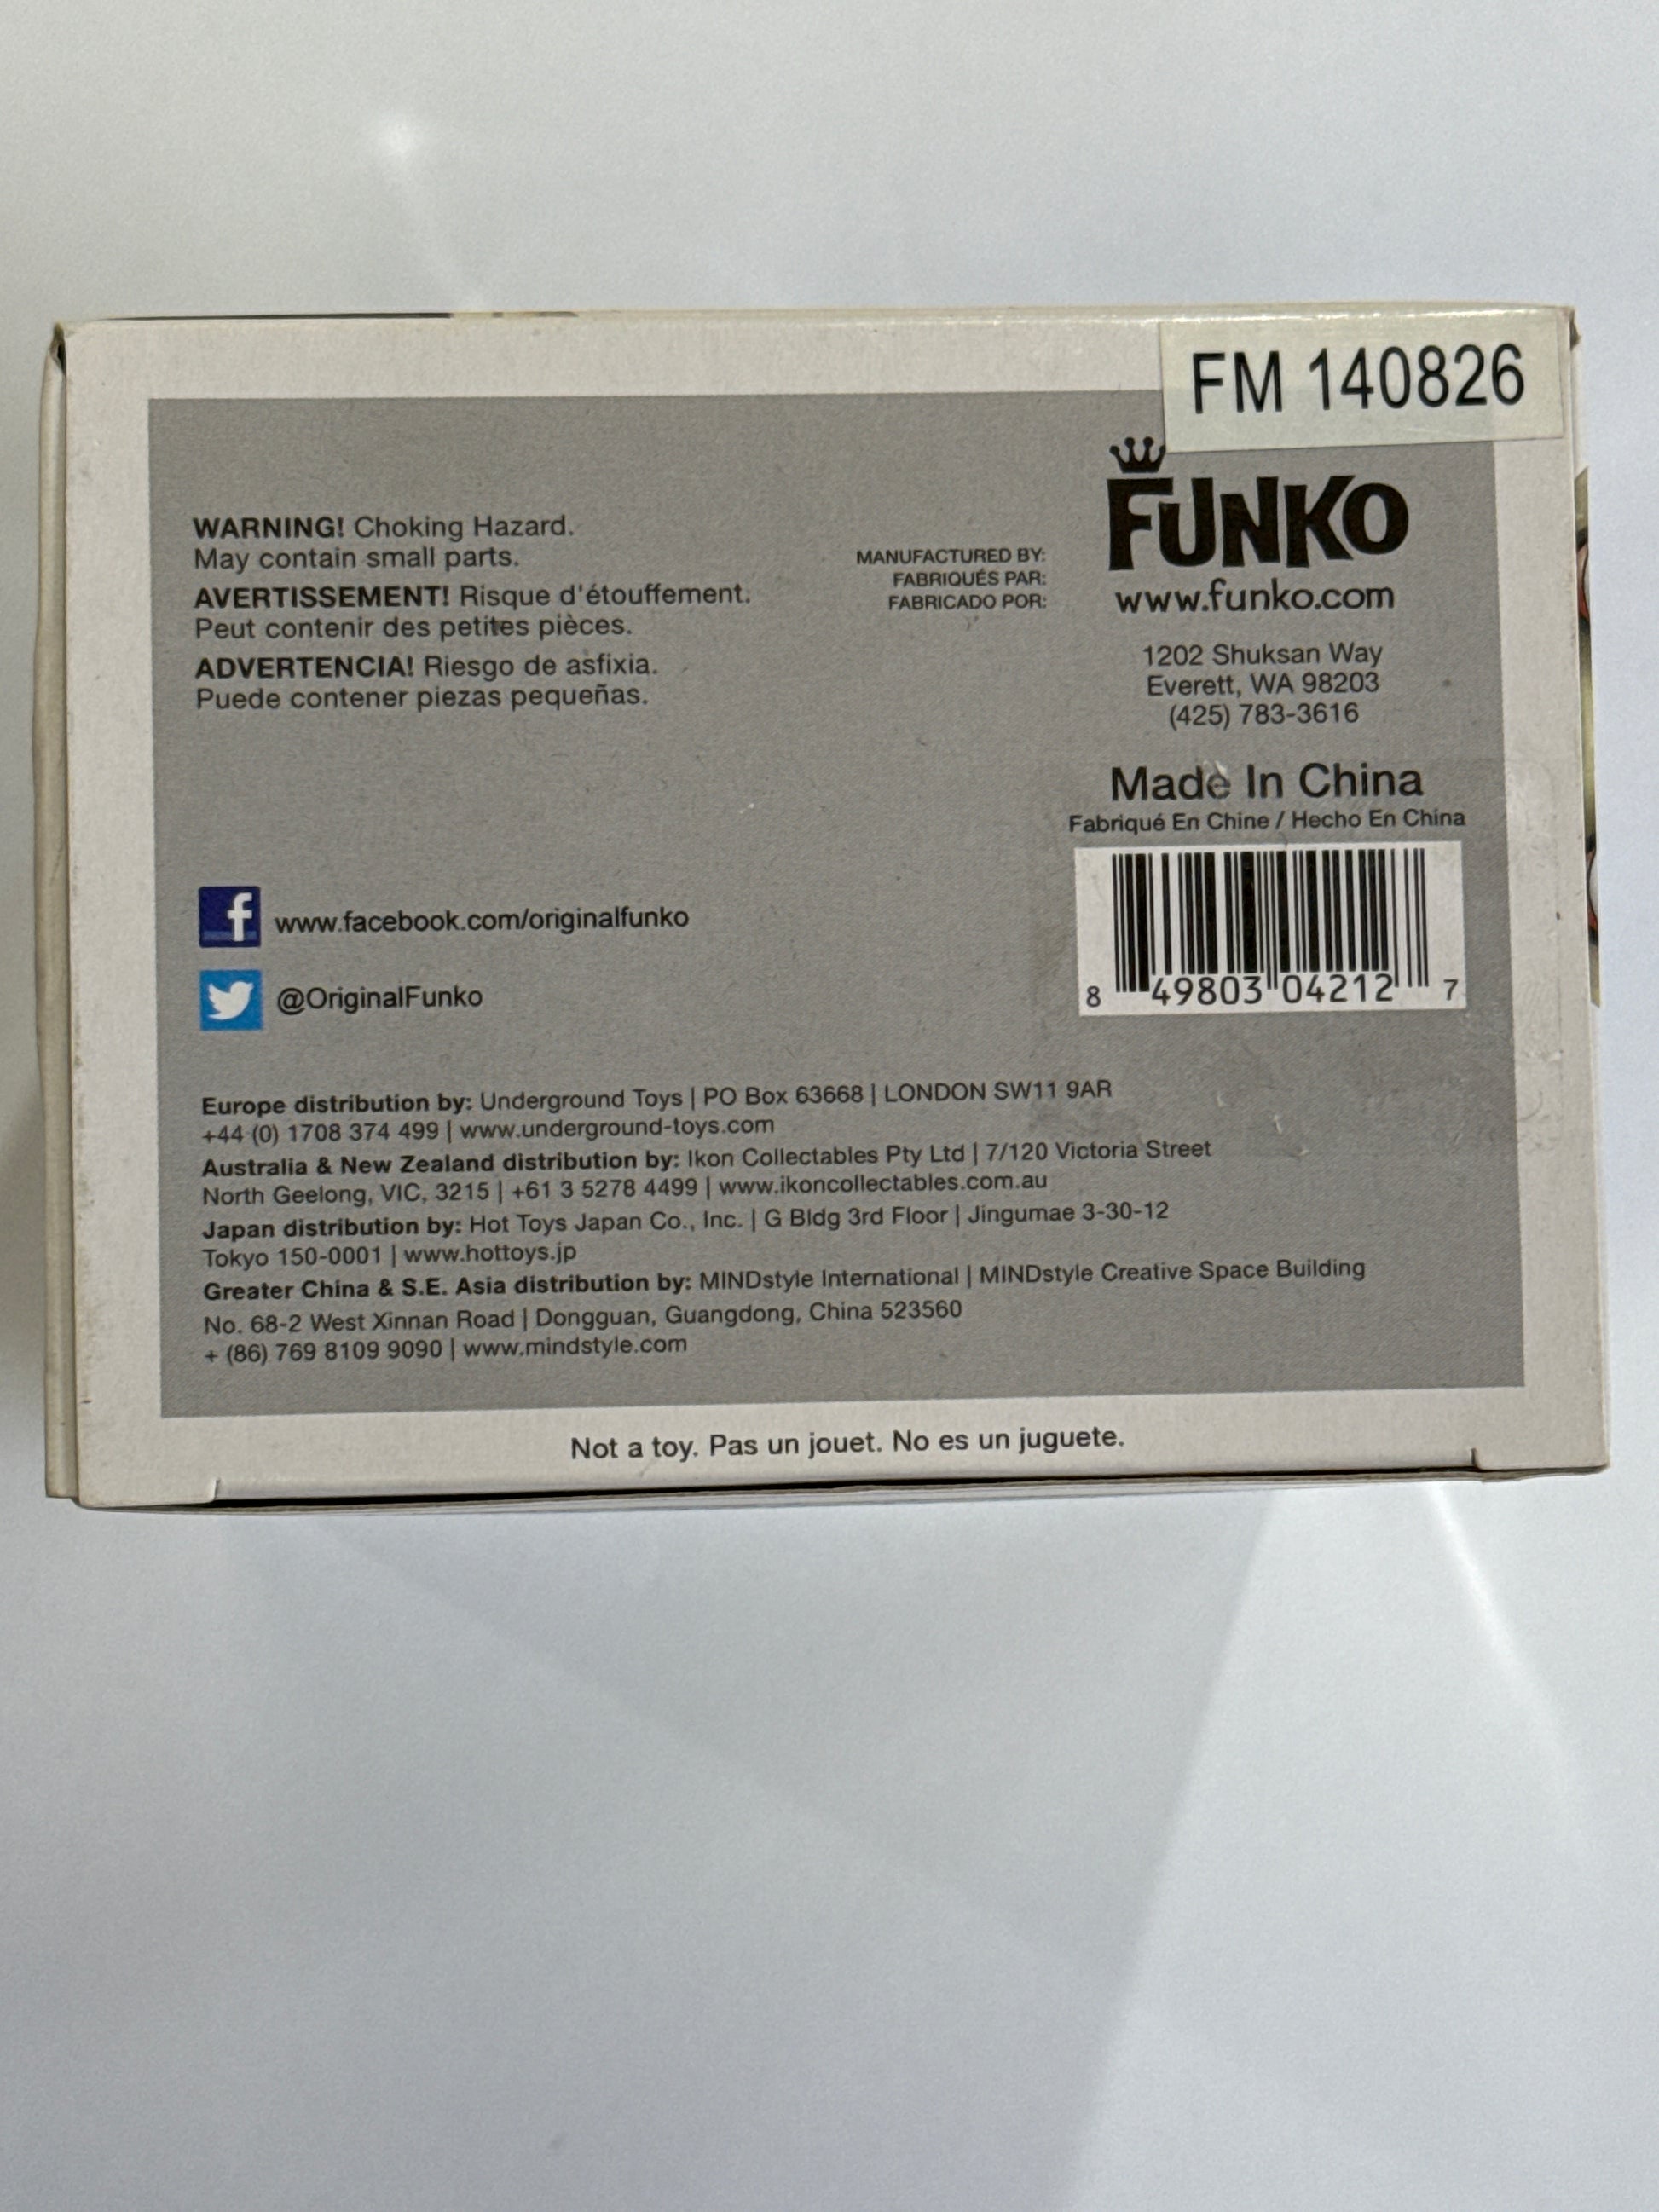 FM 140826
WARNING! Choking Hazard.
May contain small parts.
AVERTISSEMENT! Risque d'étouffement.
Peut contenir des petites pièces.
ADVERTENCIA! Riesgo de asfixia.
Puede contener piezas pequeñas.
MANUFACTURED BY:
FABRIQUÉS PAR:
FABRICADO POR:
FUNKO
www.funko.com
1202 Shuksan Way
Everett, WA 98203
(425) 783-3616
Made In China
Fabriqué En Chine / Hecho En China
8 49803 04212 7
f www.facebook.com/originalfunko
@OriginalFunko
Europe distribution by: Underground Toys | PO Box 63668 | LONDON SW11 9AR
+44 (0) 1708 374 499 | www.underground-toys.com
Australia & New Zealand distribution by: Ikon Collectables Pty Ltd | 7/120 Victoria Street
North Geelong, VIC, 3215 | +61 3 5278 4499 | www.ikoncollectables.com.au
Japan distribution by: Hot Toys Japan Co., Inc. | G Bldg 3rd Floor | Jingumae 3-30-12
Tokyo 150-0001 | www.hottoys.jp
Greater China & S.E. Asia distribution by: MINDstyle International | MINDstyle Creative Space Building
No. 68-2 West Xinnan Road | Dongguan, Guangdong, China 523560
+ (86) 769 8109 9090 | www.mindstyle.com
Not a toy. Pas un jouet. No es un juguete.